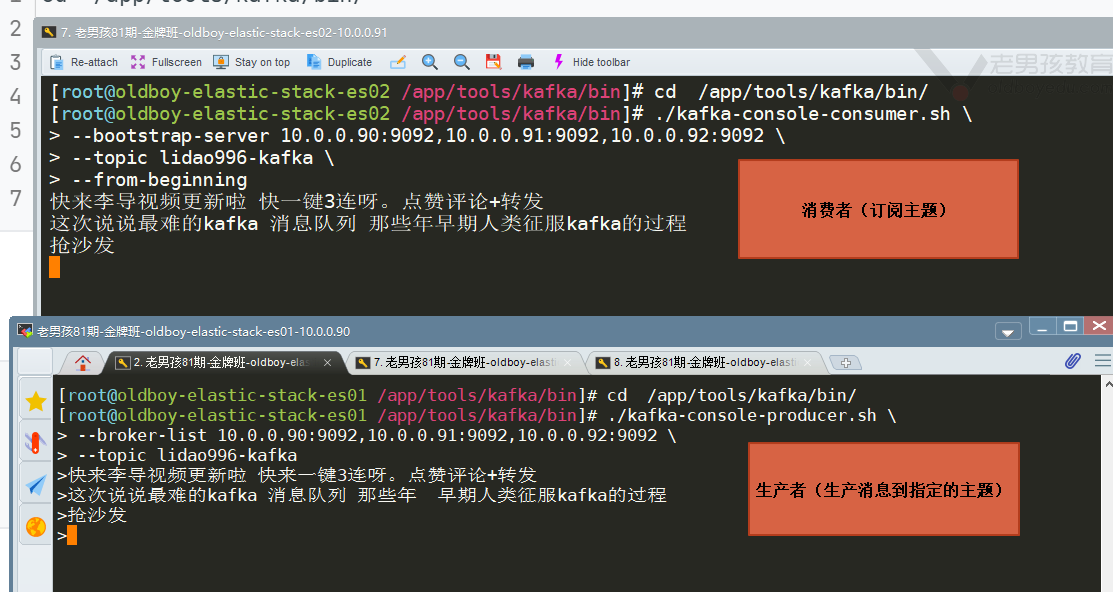 1 cd /app/tools/kafka/bin/
2
3
4
5
6
7
7. 老男孩81期-金牌班-oldboy-elastic-stack-es02-10.0.0.91
Re-attach Fullscreen Stay on top Duplicate Hide toolbar
老男孩教育
[root@oldboy-elastic-stack-es02 /app/tools/kafka/bin]# cd  /app/tools/kafka/bin/
[root@oldboy-elastic-stack-es02 /app/tools/kafka/bin]# ./kafka-console-consumer.sh \
> --bootstrap-server 10.0.0.90:9092,10.0.0.91:9092,10.0.0.92:9092 \
> --topic lidao996-kafka \
> --from-beginning
快来李导视频更新啦 快一键3连呀。点赞评论+转发
这次说说最难的kafka 消息队列 那些年早期人类征服kafka的过程
抢沙发
消费者（订阅主题）
老男孩81期-金牌班-oldboy-elastic-stack-es01-10.0.0.90
2. 老男孩81期-金牌班-oldboy-ela
7. 老男孩81期-金牌班-oldboy-elast
8. 老男孩81期-金牌班-oldboy-elast
[root@oldboy-elastic-stack-es01 /app/tools/kafka/bin]# cd  /app/tools/kafka/bin/
[root@oldboy-elastic-stack-es01 /app/tools/kafka/bin]# ./kafka-console-producer.sh \
> --broker-list 10.0.0.90:9092,10.0.0.91:9092,10.0.0.92:9092 \
> --topic lidao996-kafka
>快来李导视频更新啦 快来一键3连呀。点赞评论+转发
>这次说说最难的kafka 消息队列 那些年  早期人类征服kafka的过程
>抢沙发
>
生产者（生产消息到指定的主题）